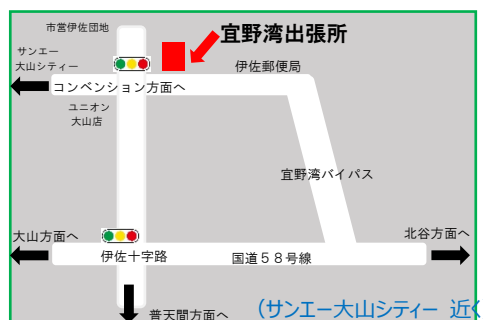 市営伊佐団地
宜野湾出張所
サンエー
大山シティー
伊佐郵便局
コンベンション方面へ
ユニオン
大山店
宜野湾バイパス
大山方面へ
北谷方面へ
伊佐十字路
国道５８号線
普天間方面へ
(サンエー大山シティー 近く